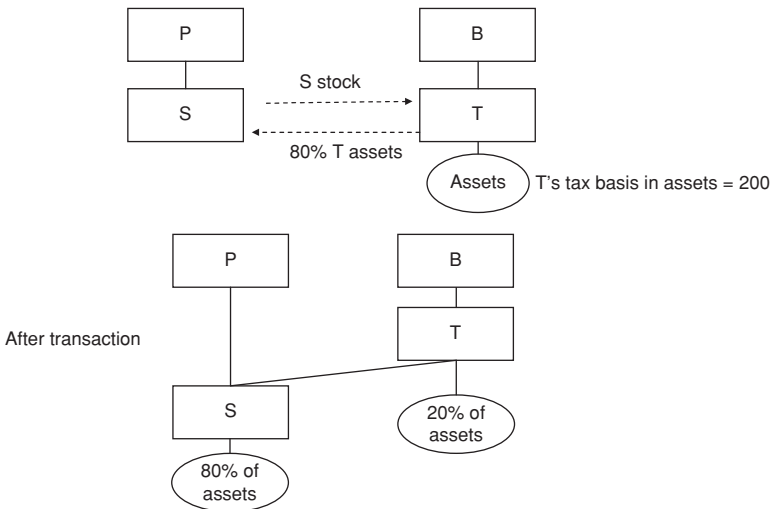 P
B
S stock
S
T
80% T assets
Assets
T's tax basis in assets = 200
P
B
After transaction
T
S
20% of
assets
80% of
assets